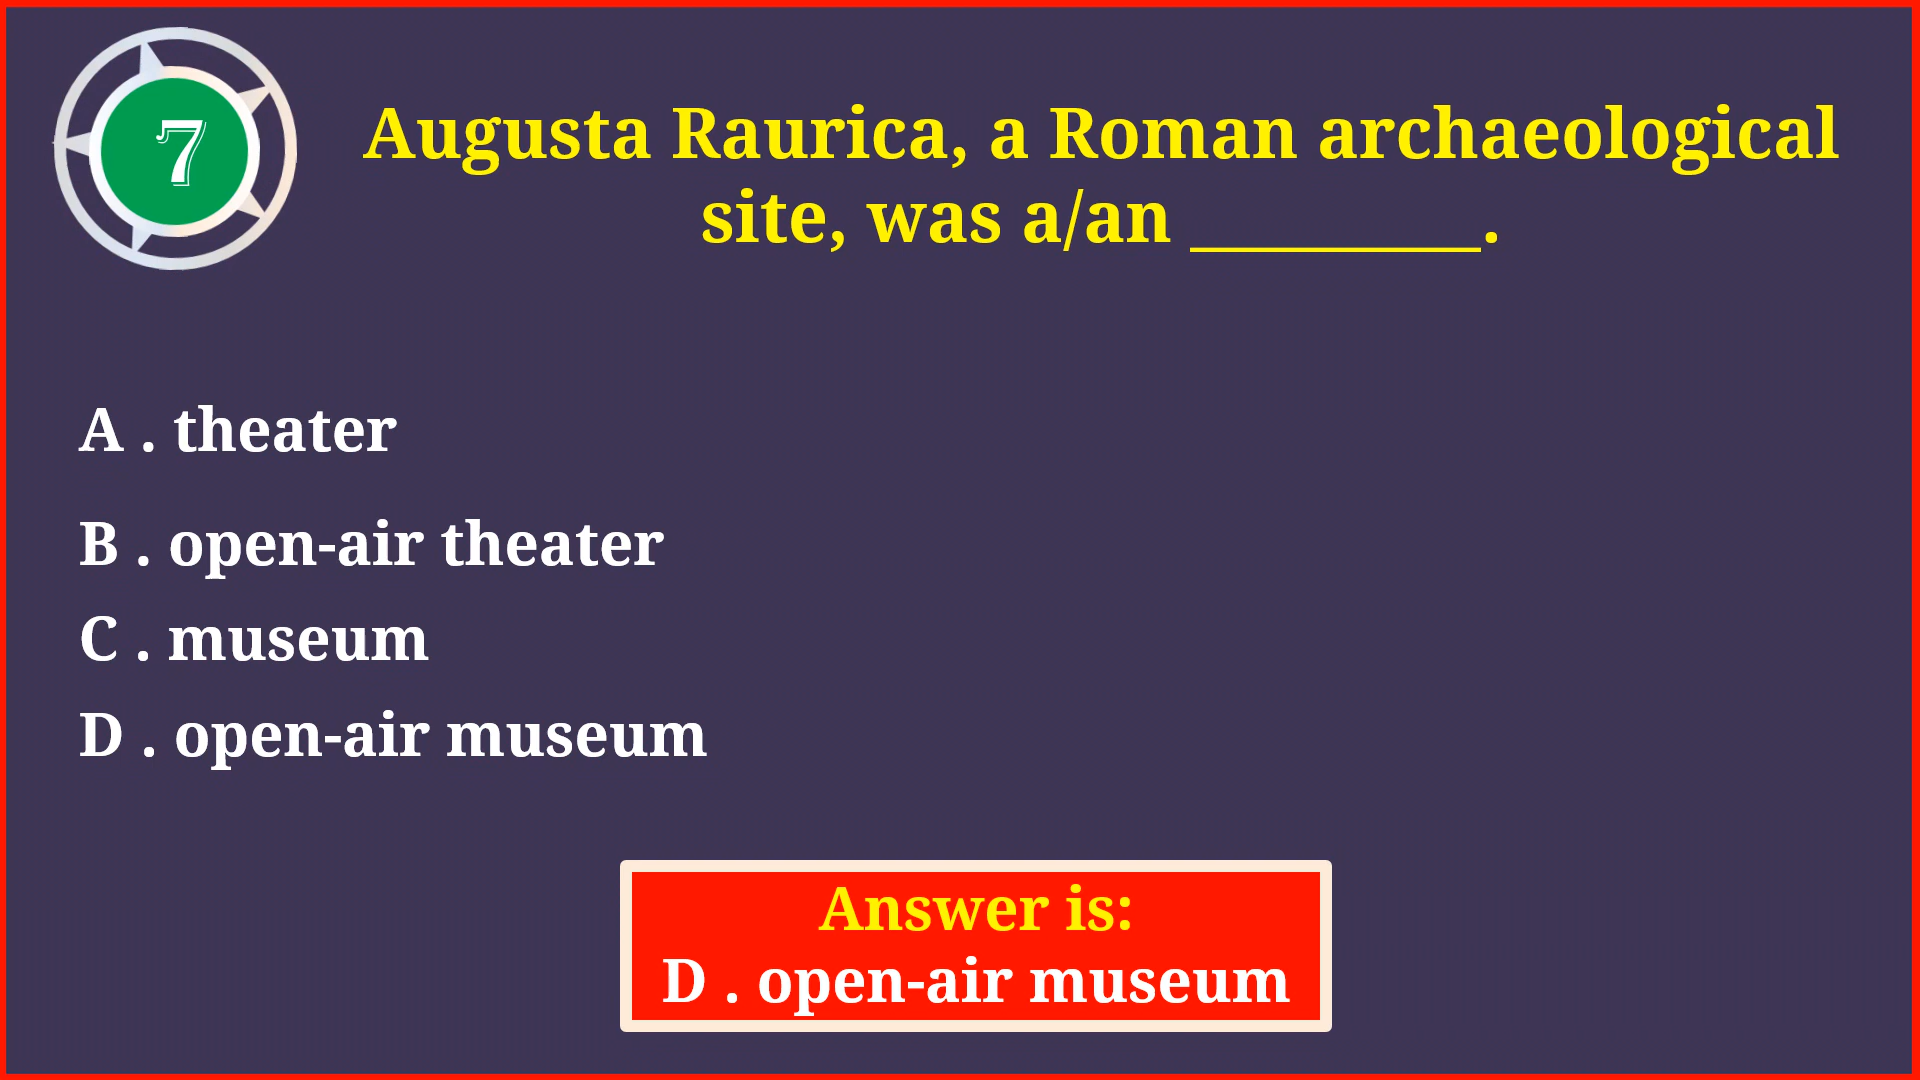 7
Augusta Raurica, a Roman archaeological
site, was a/an _________.
A . theater
B . open-air theater
C . museum
D . open-air museum
Answer is:
D . open-air museum